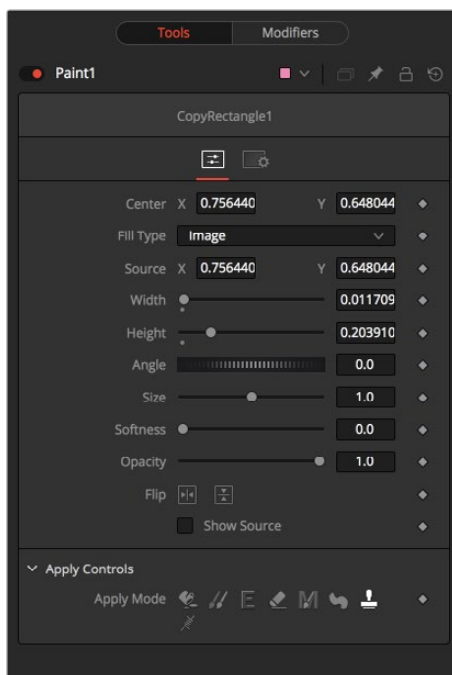 Tools Modifiers
Paint1
CopyRectangle1
Center X 0.756440 Y 0.648044
Fill Type Image
Source X 0.756440 Y 0.648044
Width 0.011709
Height 0.203910
Angle 0.0
Size 1.0
Softness 0.0
Opacity 1.0
Flip
Show Source
Apply Controls
Apply Mode